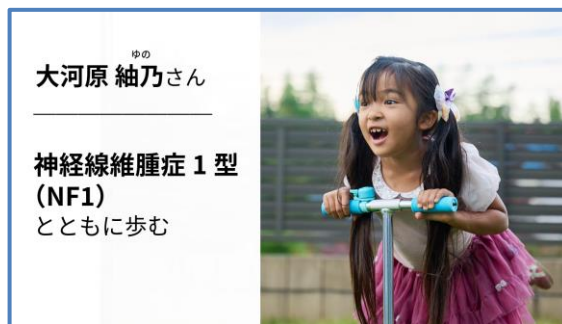 ゆの
大河原 紬乃さん
神経線維腫症 1 型
（NF1）
とともに歩む